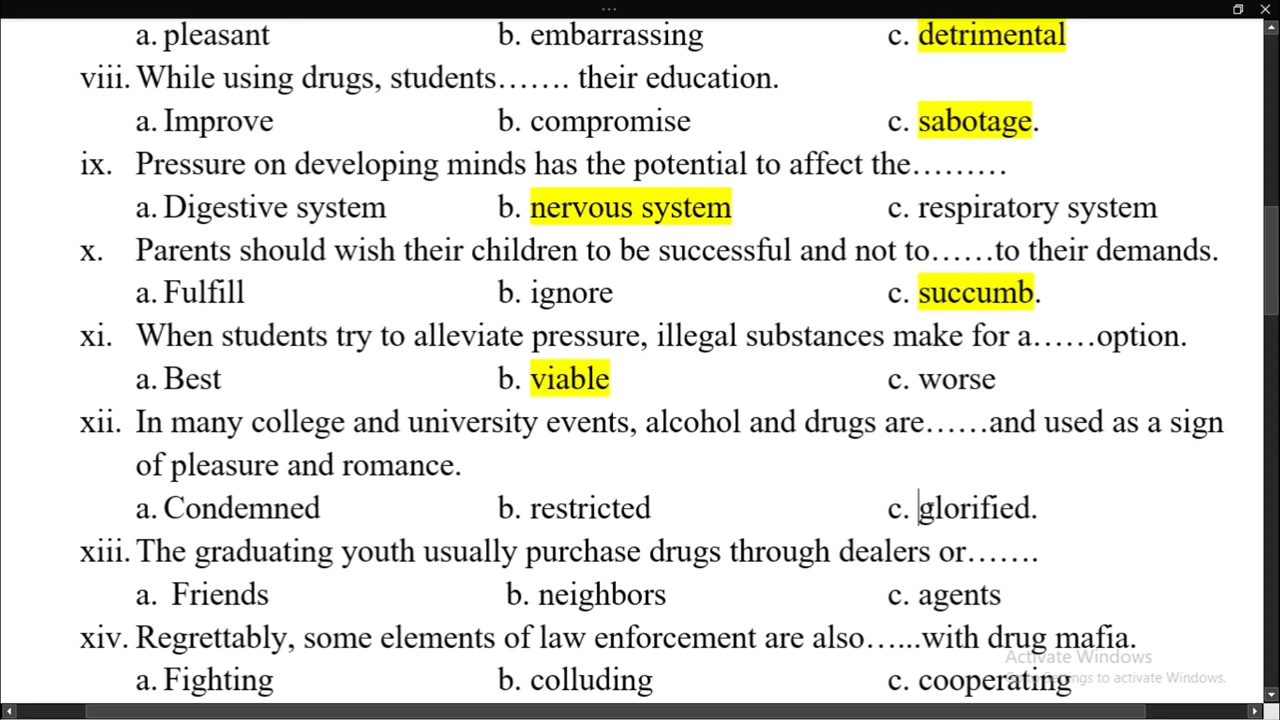 a. pleasant b. embarrassing c. detrimental
viii. While using drugs, students……. their education.
a. Improve b. compromise c. sabotage.
ix. Pressure on developing minds has the potential to affect the………
a. Digestive system b. nervous system c. respiratory system
x. Parents should wish their children to be successful and not to……to their demands.
a. Fulfill b. ignore c. succumb.
xi. When students try to alleviate pressure, illegal substances make for a……option.
a. Best b. viable c. worse
xii. In many college and university events, alcohol and drugs are……and used as a sign
of pleasure and romance.
a. Condemned b. restricted c. glorified.
xiii. The graduating youth usually purchase drugs through dealers or…….
a. Friends b. neighbors c. agents
xiv. Regrettably, some elements of law enforcement are also…...with drug mafia.
Activate Windows
a. Fighting b. colluding c. cooperating
Go to Settings to activate Windows.